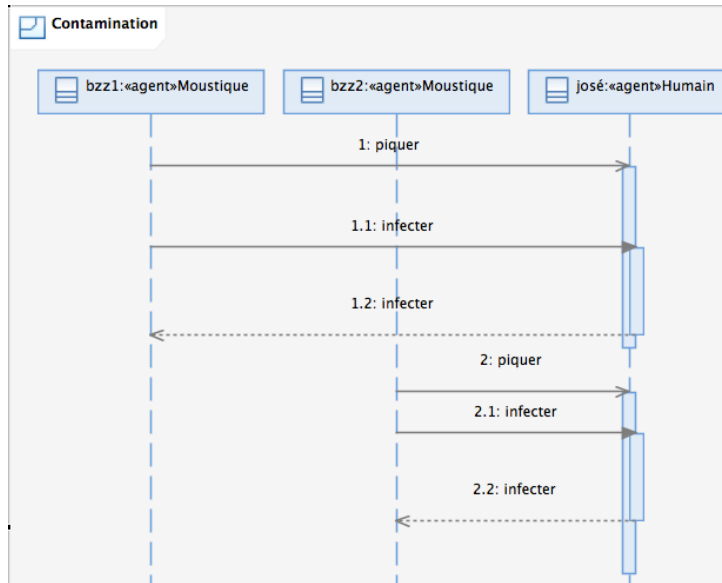 Contamination
bzz1:«agent»Moustique
bzz2:«agent»Moustique
josé:«agent»Humain
1: piquer
1.1: infecter
1.2: infecter
2: piquer
2.1: infecter
2.2: infecter